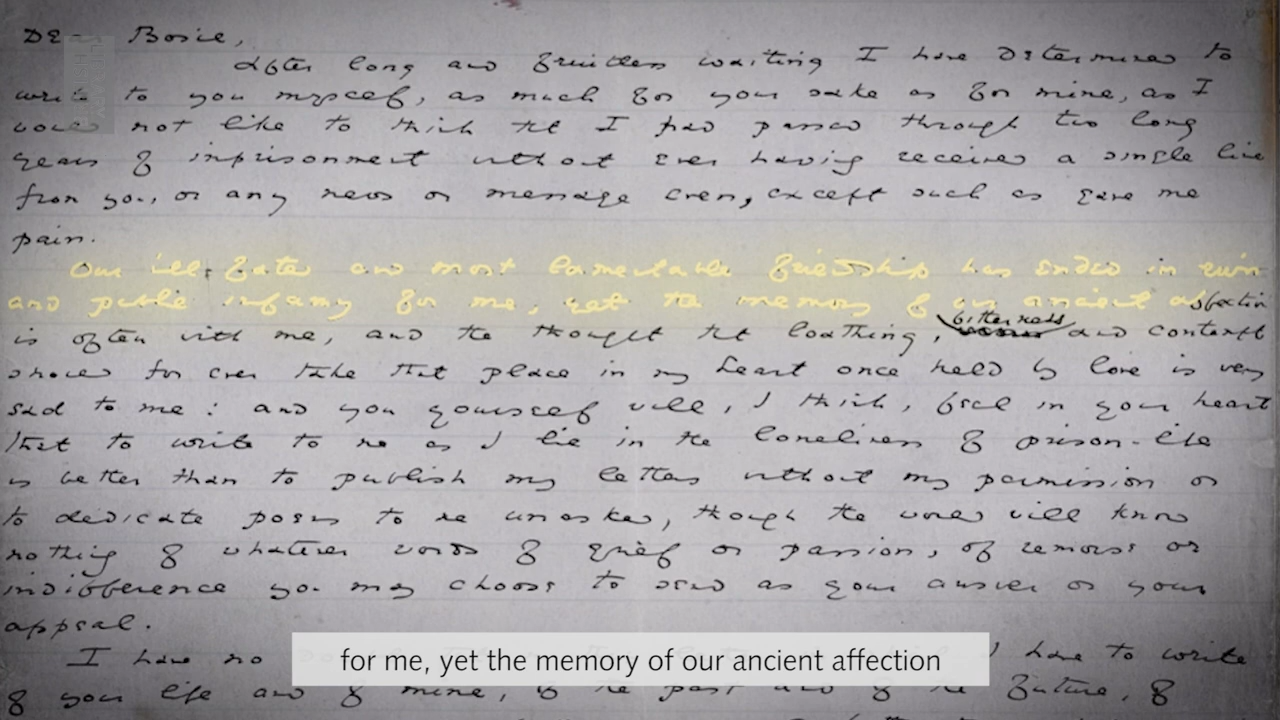 Dear Bosie,
After long and fruitless waiting I have determined to
write to you myself, as much for your sake as for mine, as I
would not like to think that I had passed through two long
years of imprisonment without ever having received a single line
from you, or any news or message even, except such as gave me
pain.
Our ill-fated and most lamentable friendship has ended in ruin
and public infamy for me, yet the memory of our ancient affection
is often with me, and the thought that loathing, bitterness and contempt
should for ever take that place in my heart once held by love is very
sad to me: and you yourself will, I think, feel in your heart
that to write to me as I lie in the loneliness of prison-life
is better than to publish my letters without my permission or
to dedicate poems to me unasked, though the world will know
nothing of whatever words of grief or passion, of remorse or
indifference you may choose to send as your answer or your
appeal.
I have no I have to write
of your life and of mine, of the past and of the future, of
for me, yet the memory of our ancient affection